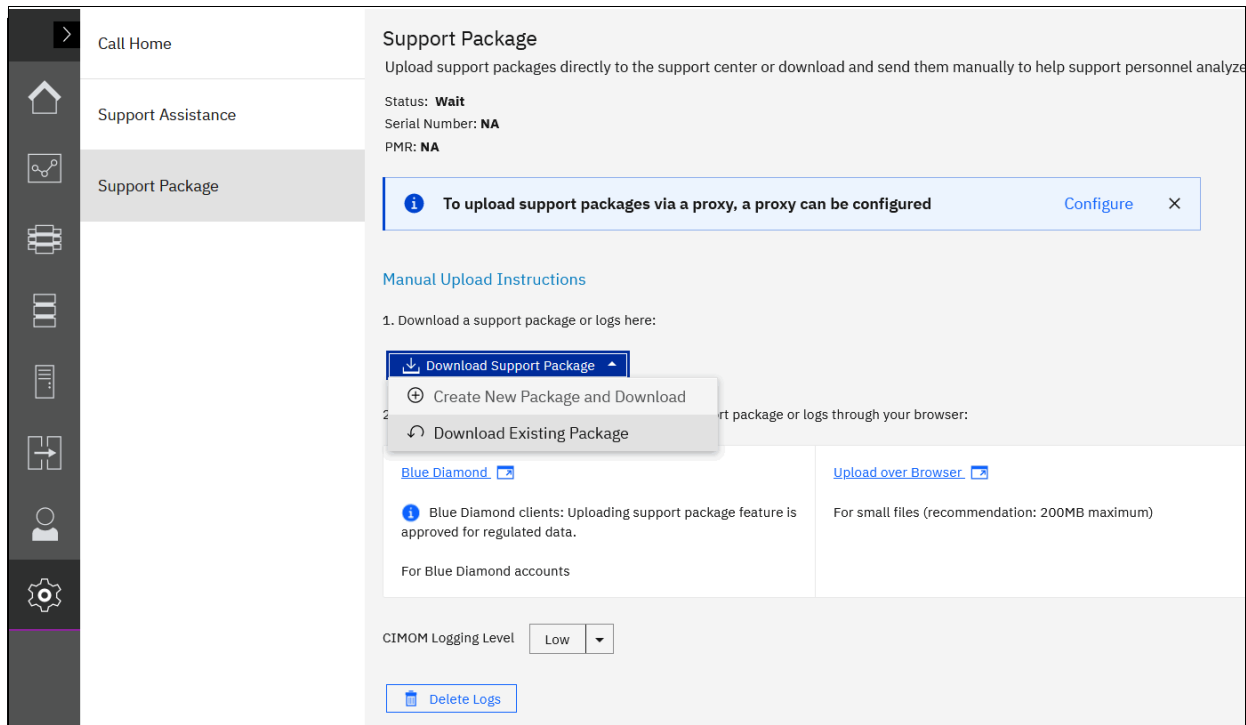 Call Home
Support Assistance
Support Package
Support Package
Upload support packages directly to the support center or download and send them manually to help support personnel analyze
Status: Wait
Serial Number: NA
PMR: NA
To upload support packages via a proxy, a proxy can be configured
Configure
Manual Upload Instructions
1. Download a support package or logs here:
Download Support Package
Create New Package and Download
Download Existing Package
2
package or logs through your browser:
Blue Diamond
Blue Diamond clients: Uploading support package feature is
approved for regulated data.
For Blue Diamond accounts
Upload over Browser
For small files (recommendation: 200MB maximum)
CIMOM Logging Level
Low
Delete Logs